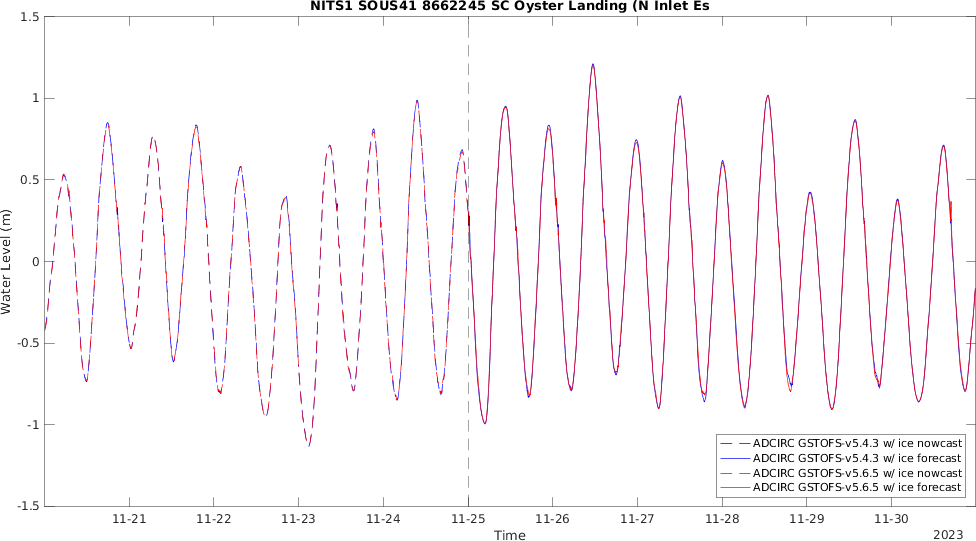 NITS1 SOUS41 8662245 SC Oyster Landing (N Inlet Es
1.5
1
0.5
0
-0.5
-1
-1.5
Water Level (m)
11-21 11-22 11-23 11-24 11-25 11-26 11-27 11-28 11-29 11-30
Time
2023
ADCIRC GSTOFS-v5.4.3 w/ ice nowcast
ADCIRC GSTOFS-v5.4.3 w/ ice forecast
ADCIRC GSTOFS-v5.6.5 w/ ice nowcast
ADCIRC GSTOFS-v5.6.5 w/ ice forecast